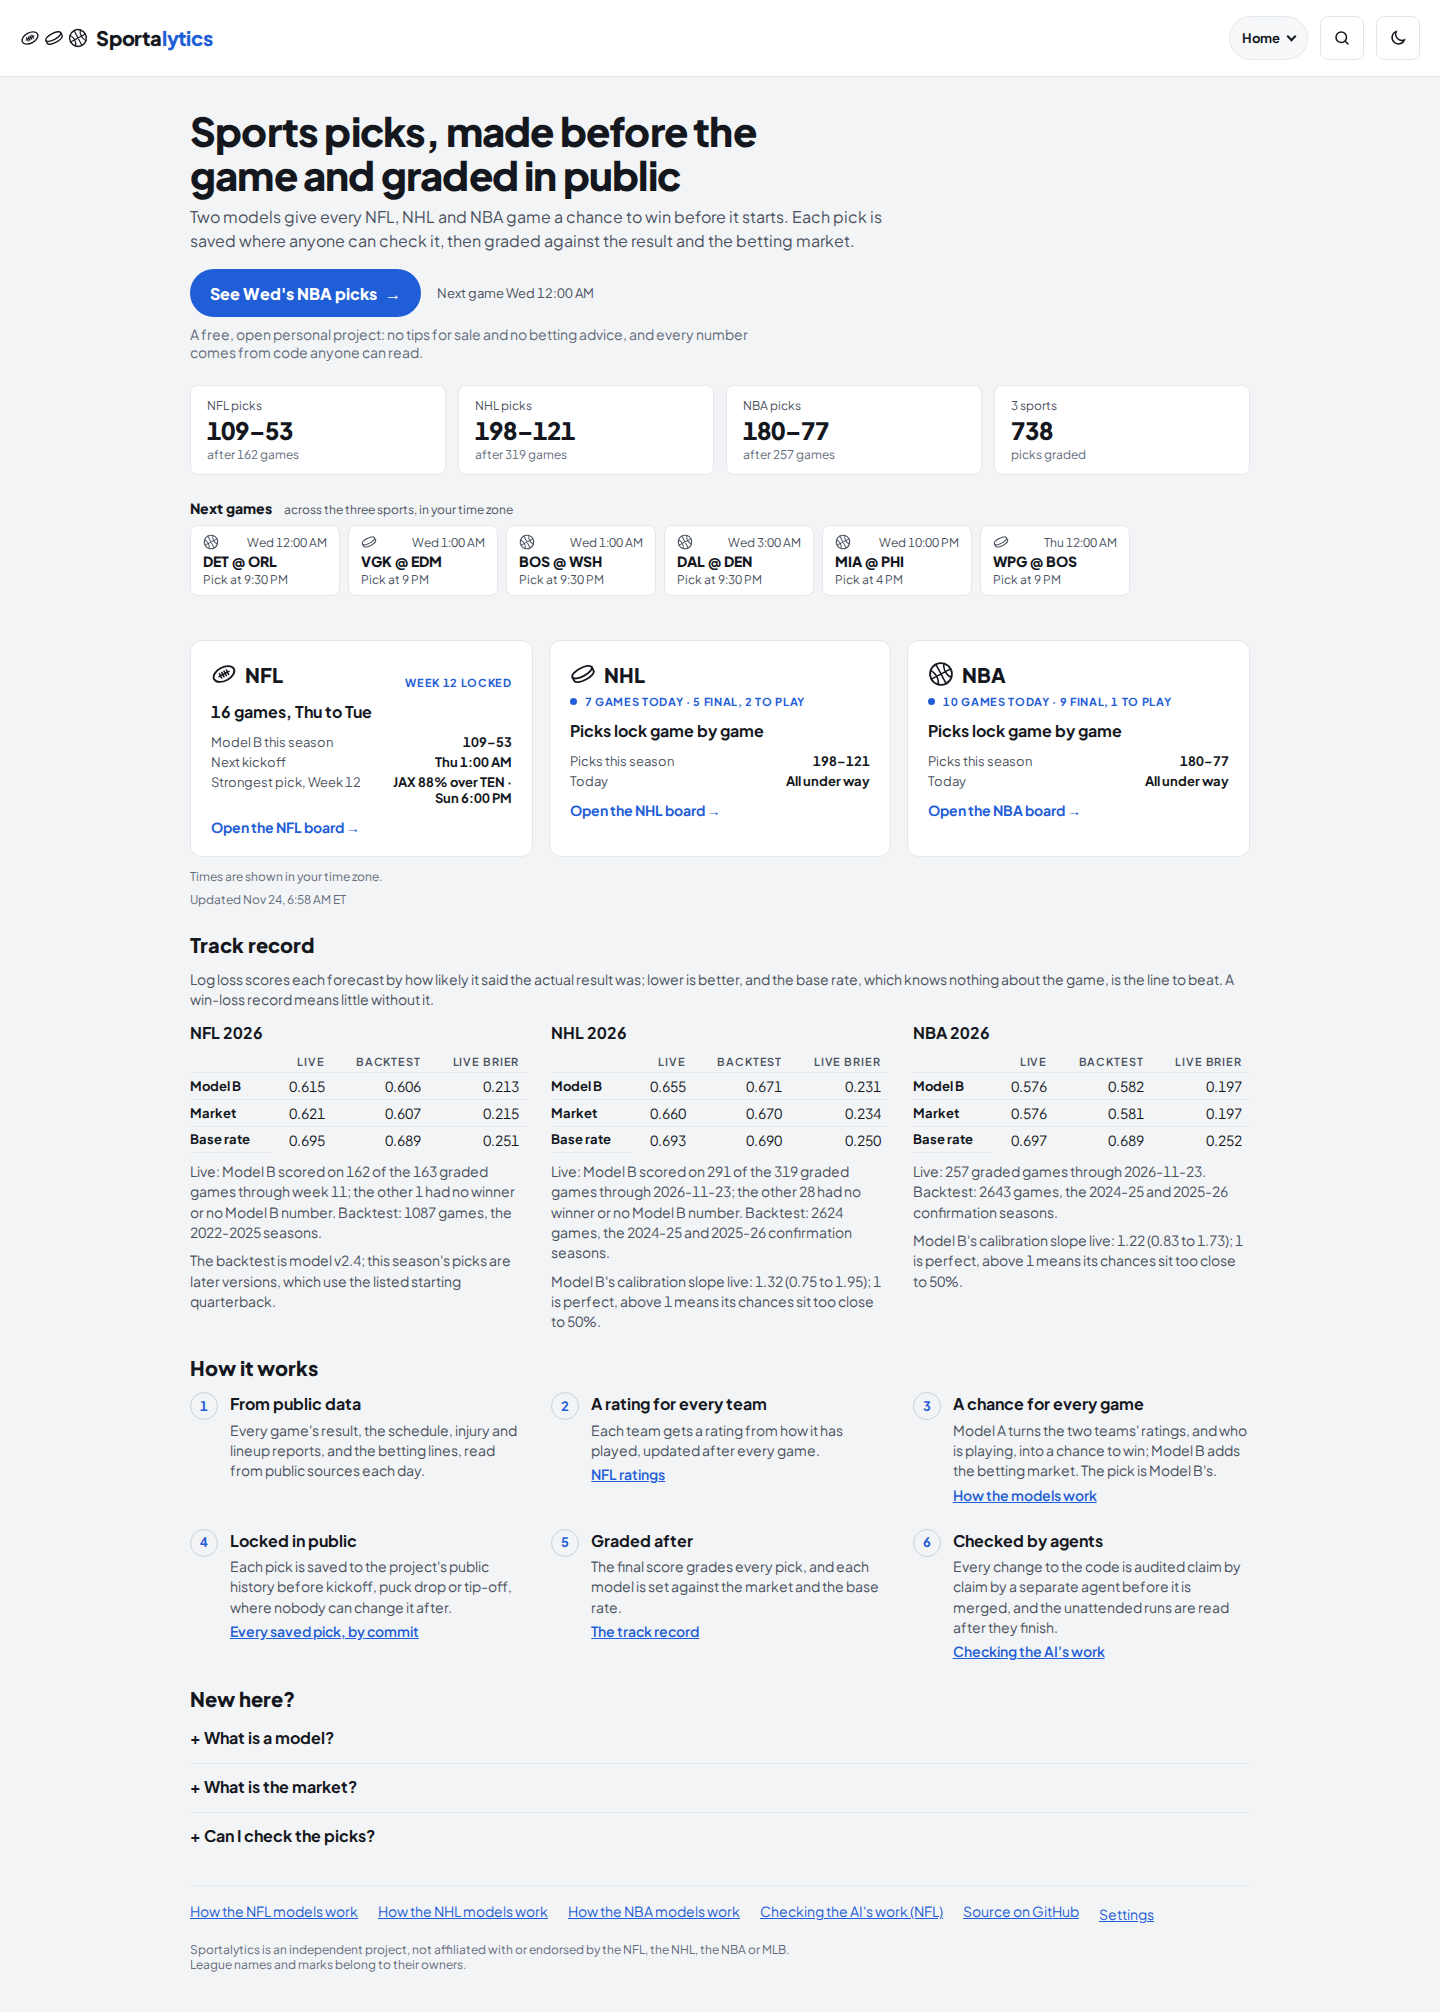 Sportalytics
Home
Sports picks, made before the
game and graded in public
Two models give every NFL, NHL and NBA game a chance to win before it starts. Each pick is
saved where anyone can check it, then graded against the result and the betting market.
See Wed's NBA picks →
Next game Wed 12:00 AM
A free, open personal project: no tips for sale and no betting advice, and every number
comes from code anyone can read.
NFL picks
109–53
after 162 games
NHL picks
198–121
after 319 games
NBA picks
180–77
after 257 games
3 sports
738
picks graded
Next games across the three sports, in your time zone
Wed 12:00 AM
DET @ ORL
Pick at 9:30 PM
Wed 1:00 AM
VGK @ EDM
Pick at 9 PM
Wed 1:00 AM
BOS @ WSH
Pick at 9:30 PM
Wed 3:00 AM
DAL @ DEN
Pick at 9:30 PM
Wed 10:00 PM
MIA @ PHI
Pick at 4 PM
Thu 12:00 AM
WPG @ BOS
Pick at 9 PM
NFL
WEEK 12 LOCKED
16 games, Thu to Tue
Model B this season 109–53
Next kickoff Thu 1:00 AM
Strongest pick, Week 12 JAX 88% over TEN ·
Sun 6:00 PM
Open the NFL board →
NHL
7 GAMES TODAY · 5 FINAL, 2 TO PLAY
Picks lock game by game
Picks this season 198–121
Today All under way
Open the NHL board →
NBA
10 GAMES TODAY · 9 FINAL, 1 TO PLAY
Picks lock game by game
Picks this season 180–77
Today All under way
Open the NBA board →
Times are shown in your time zone.
Updated Nov 24, 6:58 AM ET
Track record
Log loss scores each forecast by how likely it said the actual result was; lower is better, and the base rate, which knows nothing about the game, is the line to beat. A
win-loss record means little without it.
NFL 2026
LIVE BACKTEST LIVE BRIER
Model B 0.615 0.606 0.213
Market 0.621 0.607 0.215
Base rate 0.695 0.689 0.251
Live: Model B scored on 162 of the 163 graded
games through week 11; the other 1 had no winner
or no Model B number. Backtest: 1087 games, the
2022-2025 seasons.
The backtest is model v2.4; this season's picks are
later versions, which use the listed starting
quarterback.
NHL 2026
LIVE BACKTEST LIVE BRIER
Model B 0.655 0.671 0.231
Market 0.660 0.670 0.234
Base rate 0.693 0.690 0.250
Live: Model B scored on 291 of the 319 graded
games through 2026-11-23; the other 28 had no
winner or no Model B number. Backtest: 2624
games, the 2024-25 and 2025-26 confirmation
seasons.
Model B's calibration slope live: 1.32 (0.75 to 1.95); 1
is perfect, above 1 means its chances sit too close
to 50%.
NBA 2026
LIVE BACKTEST LIVE BRIER
Model B 0.576 0.582 0.197
Market 0.576 0.581 0.197
Base rate 0.697 0.689 0.252
Live: 257 graded games through 2026-11-23.
Backtest: 2643 games, the 2024-25 and 2025-26
confirmation seasons.
Model B's calibration slope live: 1.22 (0.83 to 1.73); 1
is perfect, above 1 means its chances sit too close
to 50%.
How it works
1 From public data
Every game's result, the schedule, injury and
lineup reports, and the betting lines, read
from public sources each day.
2 A rating for every team
Each team gets a rating from how it has
played, updated after every game.
NFL ratings
3 A chance for every game
Model A turns the two teams' ratings, and who
is playing, into a chance to win; Model B adds
the betting market. The pick is Model B's.
How the models work
4 Locked in public
Each pick is saved to the project's public
history before kickoff, puck drop or tip-off,
where nobody can change it after.
Every saved pick, by commit
5 Graded after
The final score grades every pick, and each
model is set against the market and the base
rate.
The track record
6 Checked by agents
Every change to the code is audited claim by
claim by a separate agent before it is
merged, and the unattended runs are read
after they finish.
Checking the AI's work
New here?
+ What is a model?
+ What is the market?
+ Can I check the picks?
How the NFL models work How the NHL models work How the NBA models work Checking the AI's work (NFL) Source on GitHub Settings
Sportalytics is an independent project, not affiliated with or endorsed by the NFL, the NHL, the NBA or MLB.
League names and marks belong to their owners.